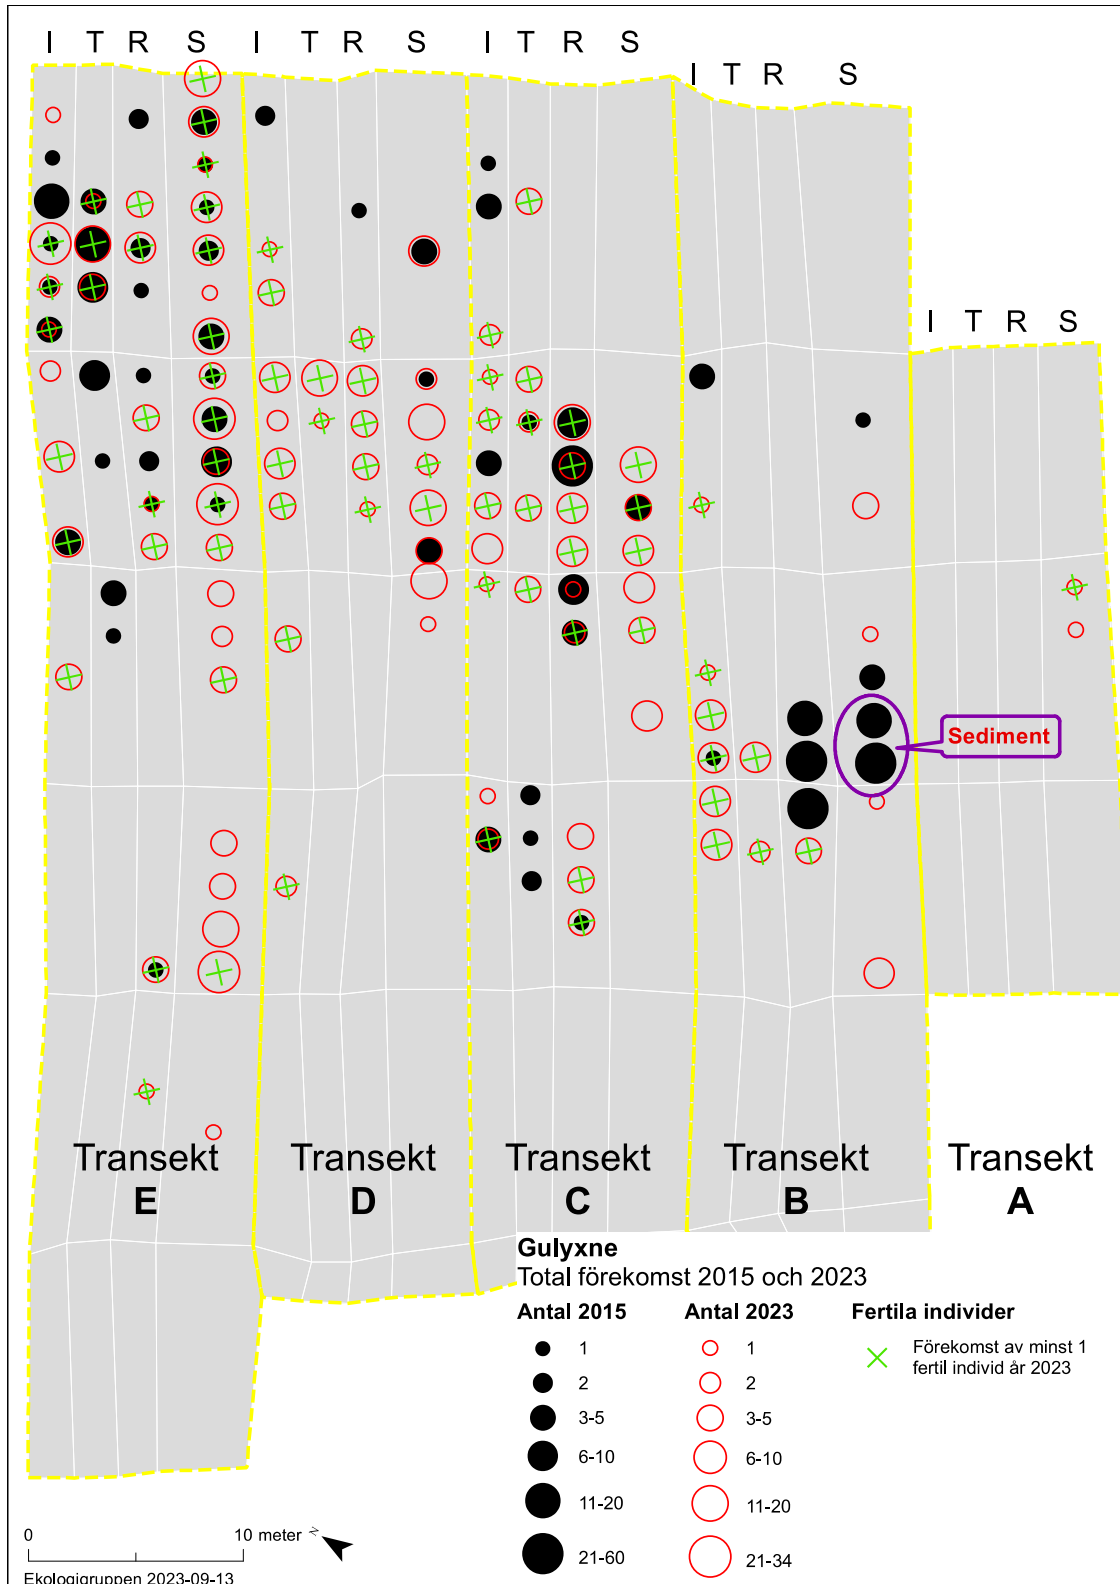 I T R S I T R S I T R S
I T R S
I T R S
Sediment
Transekt Transekt Transekt Transekt Transekt
E D C B A
Gulyxne
Total förekomst 2015 och 2023
Antal 2015 Antal 2023 Fertila individer
1 1 Förekomst av minst 1
2 2 fertil individ år 2023
3-5 3-5
6-10 6-10
11-20 11-20
21-60 21-34
0 10 meter N
Ekologigruppen 2023-09-13